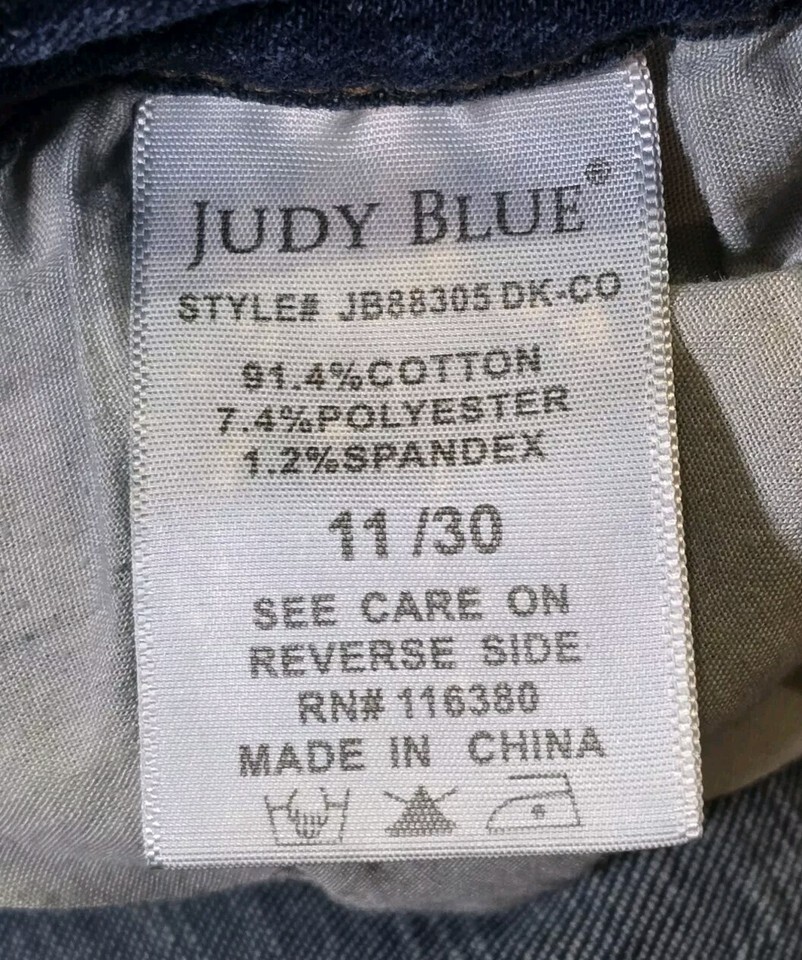 JUDY BLUE®
STYLE# JB88305 DK-CO
91.4%COTTON
7.4%POLYESTER
1.2%SPANDEX
11 /30
SEE CARE ON
REVERSE SIDE
RN# 116380
MADE IN CHINA